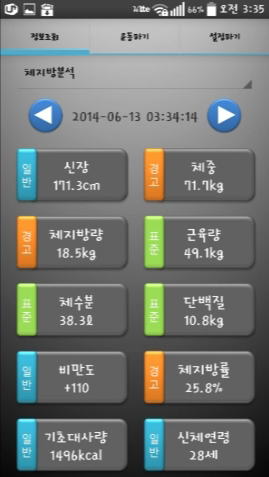 66% 오전 3:35
정보조회 운동하기 설정하기
체지방분석
2014-06-13 03:34:14
일반 신장 171.3cm
경고 체중 71.7kg
경고 체지방량 18.5kg
표준 근육량 49.1kg
표준 체수분 38.3ℓ
표준 단백질 10.8kg
일반 비만도 +110
경고 체지방률 25.8%
일반 기초대사량 1496kcal
일반 신체연령 28세